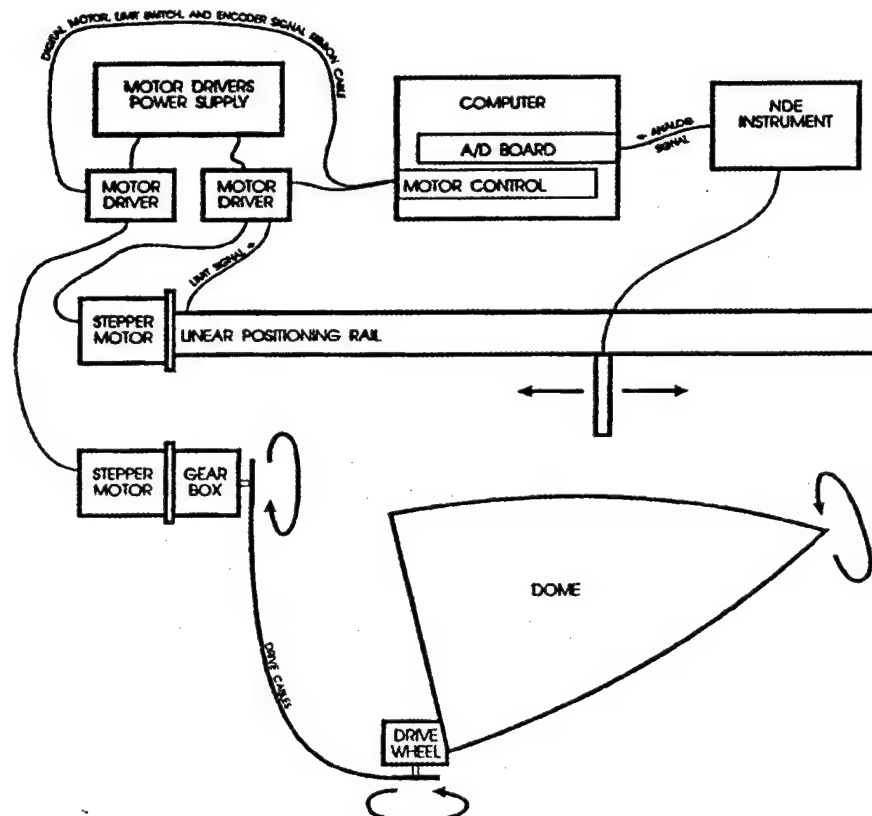 DIGITAL MOTOR, LIMIT SWITCH, AND ENCODER SIGNAL RIBBON CABLE
MOTOR DRIVERS
POWER SUPPLY
COMPUTER
A/D BOARD
MOTOR CONTROL
ANALOG
SIGNAL
NDE
INSTRUMENT
MOTOR
DRIVER
MOTOR
DRIVER
LIMIT SIGNAL
STEPPER
MOTOR
LINEAR POSITIONING RAIL
STEPPER
MOTOR
GEAR
BOX
DOME
DRIVE CABLES
DRIVE
WHEEL